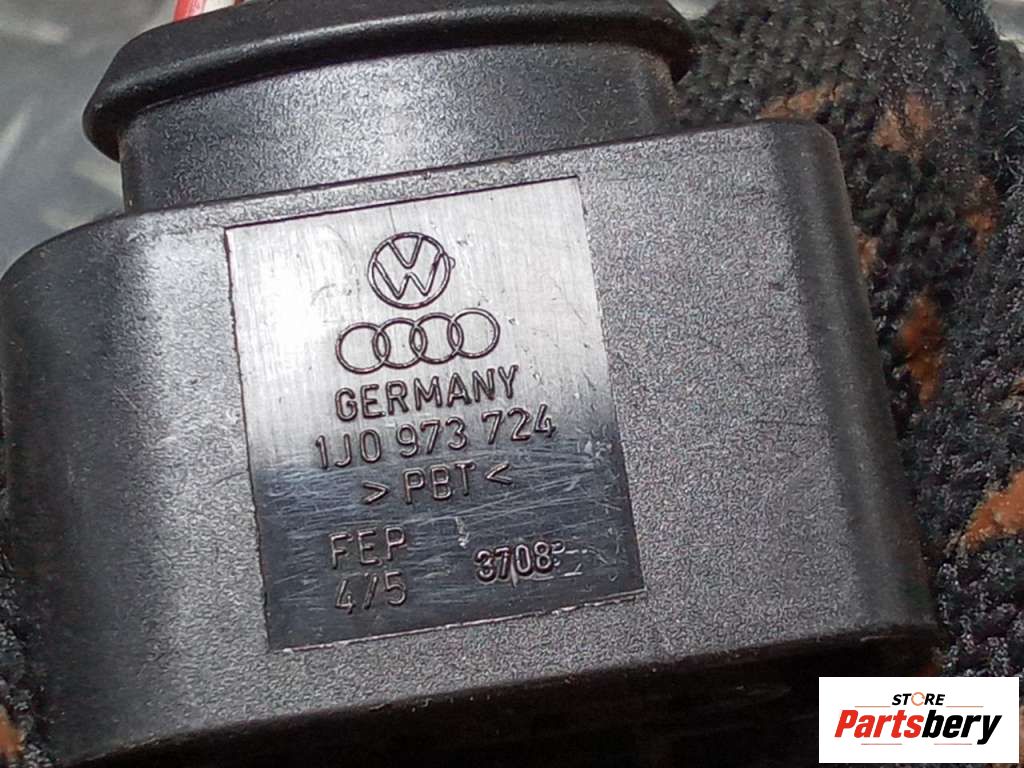 GERMANY
1J0 973 724
> PBT <
FEP
4/5
3708
STORE
Partsbery